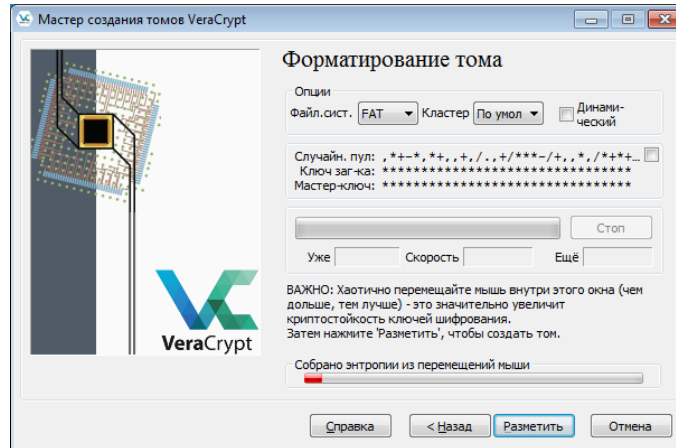 Мастер создания томов VeraCrypt
Форматирование тома
Опции
Файл.сист. FAT Кластер По умол Динами-
ческий
Случайн. пул: ,*+-*,*+,,+,/.,+/***-/+,,*,/*+*+...
Ключ заг-ка: ********************************
Мастер-ключ: ********************************
Стоп
Уже Скорость Ещё
ВАЖНО: Хаотично перемещайте мышь внутри этого окна (чем
дольше, тем лучше) - это значительно увеличит
криптостойкость ключей шифрования.
Затем нажмите 'Разметить', чтобы создать том.
VeraCrypt
Собрано энтропии из перемещений мыши
Справка < Назад Разметить Отмена